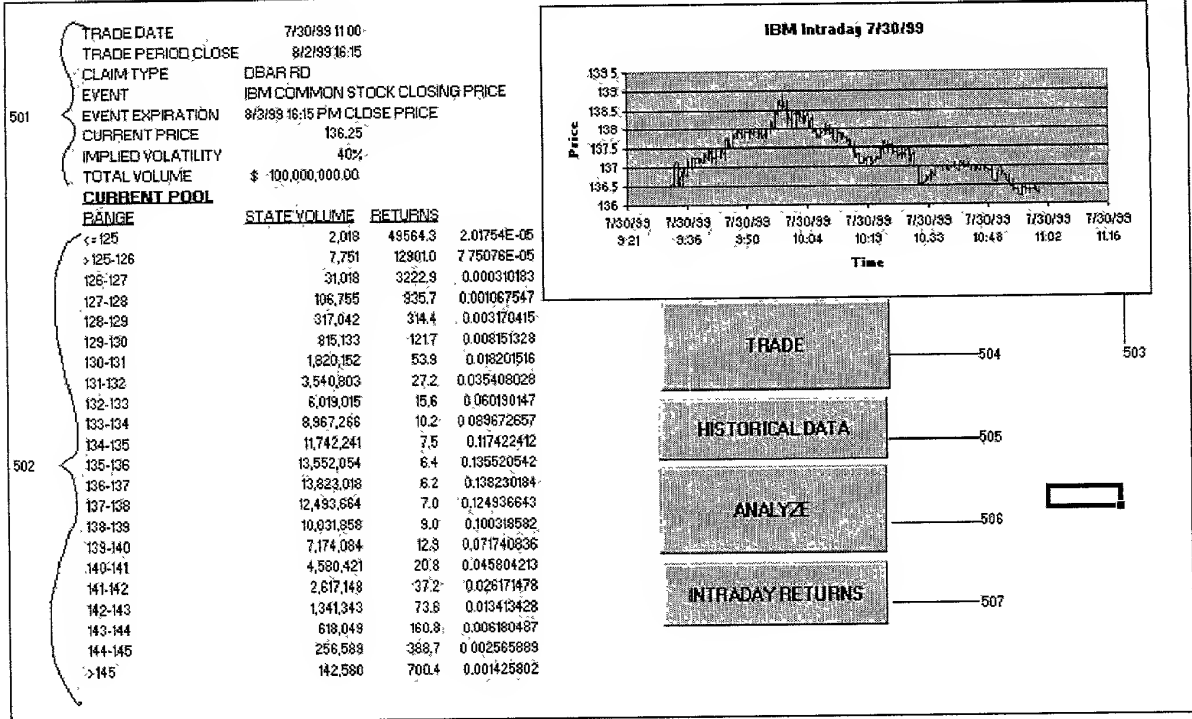 TRADE DATE 7/30/99 11:00
TRADE PERIOD CLOSE 8/2/99 16:15
CLAIM TYPE DBAR RD
EVENT IBM COMMON STOCK CLOSING PRICE
501 EVENT EXPIRATION 8/3/99 16:15 PM CLOSE PRICE
CURRENT PRICE 136.25
IMPLIED VOLATILITY 40%
TOTAL VOLUME $ 100,000,000.00
CURRENT POOL
RANGE STATE VOLUME RETURNS
<=125 2,018 49564.3 2.01754E-05
>125-126 7,751 12901.0 7.75076E-05
126-127 31,018 3222.9 0.000310183
127-128 106,755 935.7 0.001067547
128-129 317,042 314.4 0.003170415
129-130 815,133 121.7 0.008151328
130-131 1,820,152 53.9 0.018201516
131-132 3,540,803 27.2 0.035408028
132-133 6,019,015 15.6 0.060190147
133-134 8,967,266 10.2 0.089672657
134-135 11,742,241 7.5 0.117422412
502 135-136 13,552,054 6.4 0.135520542
136-137 13,823,018 6.2 0.138230184
137-138 12,493,664 7.0 0.124936643
138-139 10,031,858 9.0 0.100318582
139-140 7,174,084 12.9 0.071740836
140-141 4,580,421 20.8 0.045804213
141-142 2,617,148 37.2 0.026171478
142-143 1,341,343 73.6 0.013413428
143-144 618,049 160.8 0.006180487
144-145 256,589 388.7 0.002565889
>145 142,580 700.4 0.001425802
IBM Intraday 7/30/99
Price
139.5
139
138.5
138
137.5
137
136.5
136
7/30/99 7/30/99 7/30/99 7/30/99 7/30/99 7/30/99 7/30/99 7/30/99 7/30/99
9:21 9:36 9:50 10:04 10:19 10:33 10:48 11:02 11:16
Time
503
TRADE 504
HISTORICAL DATA 505
ANALYZE 506
INTRADAY RETURNS 507